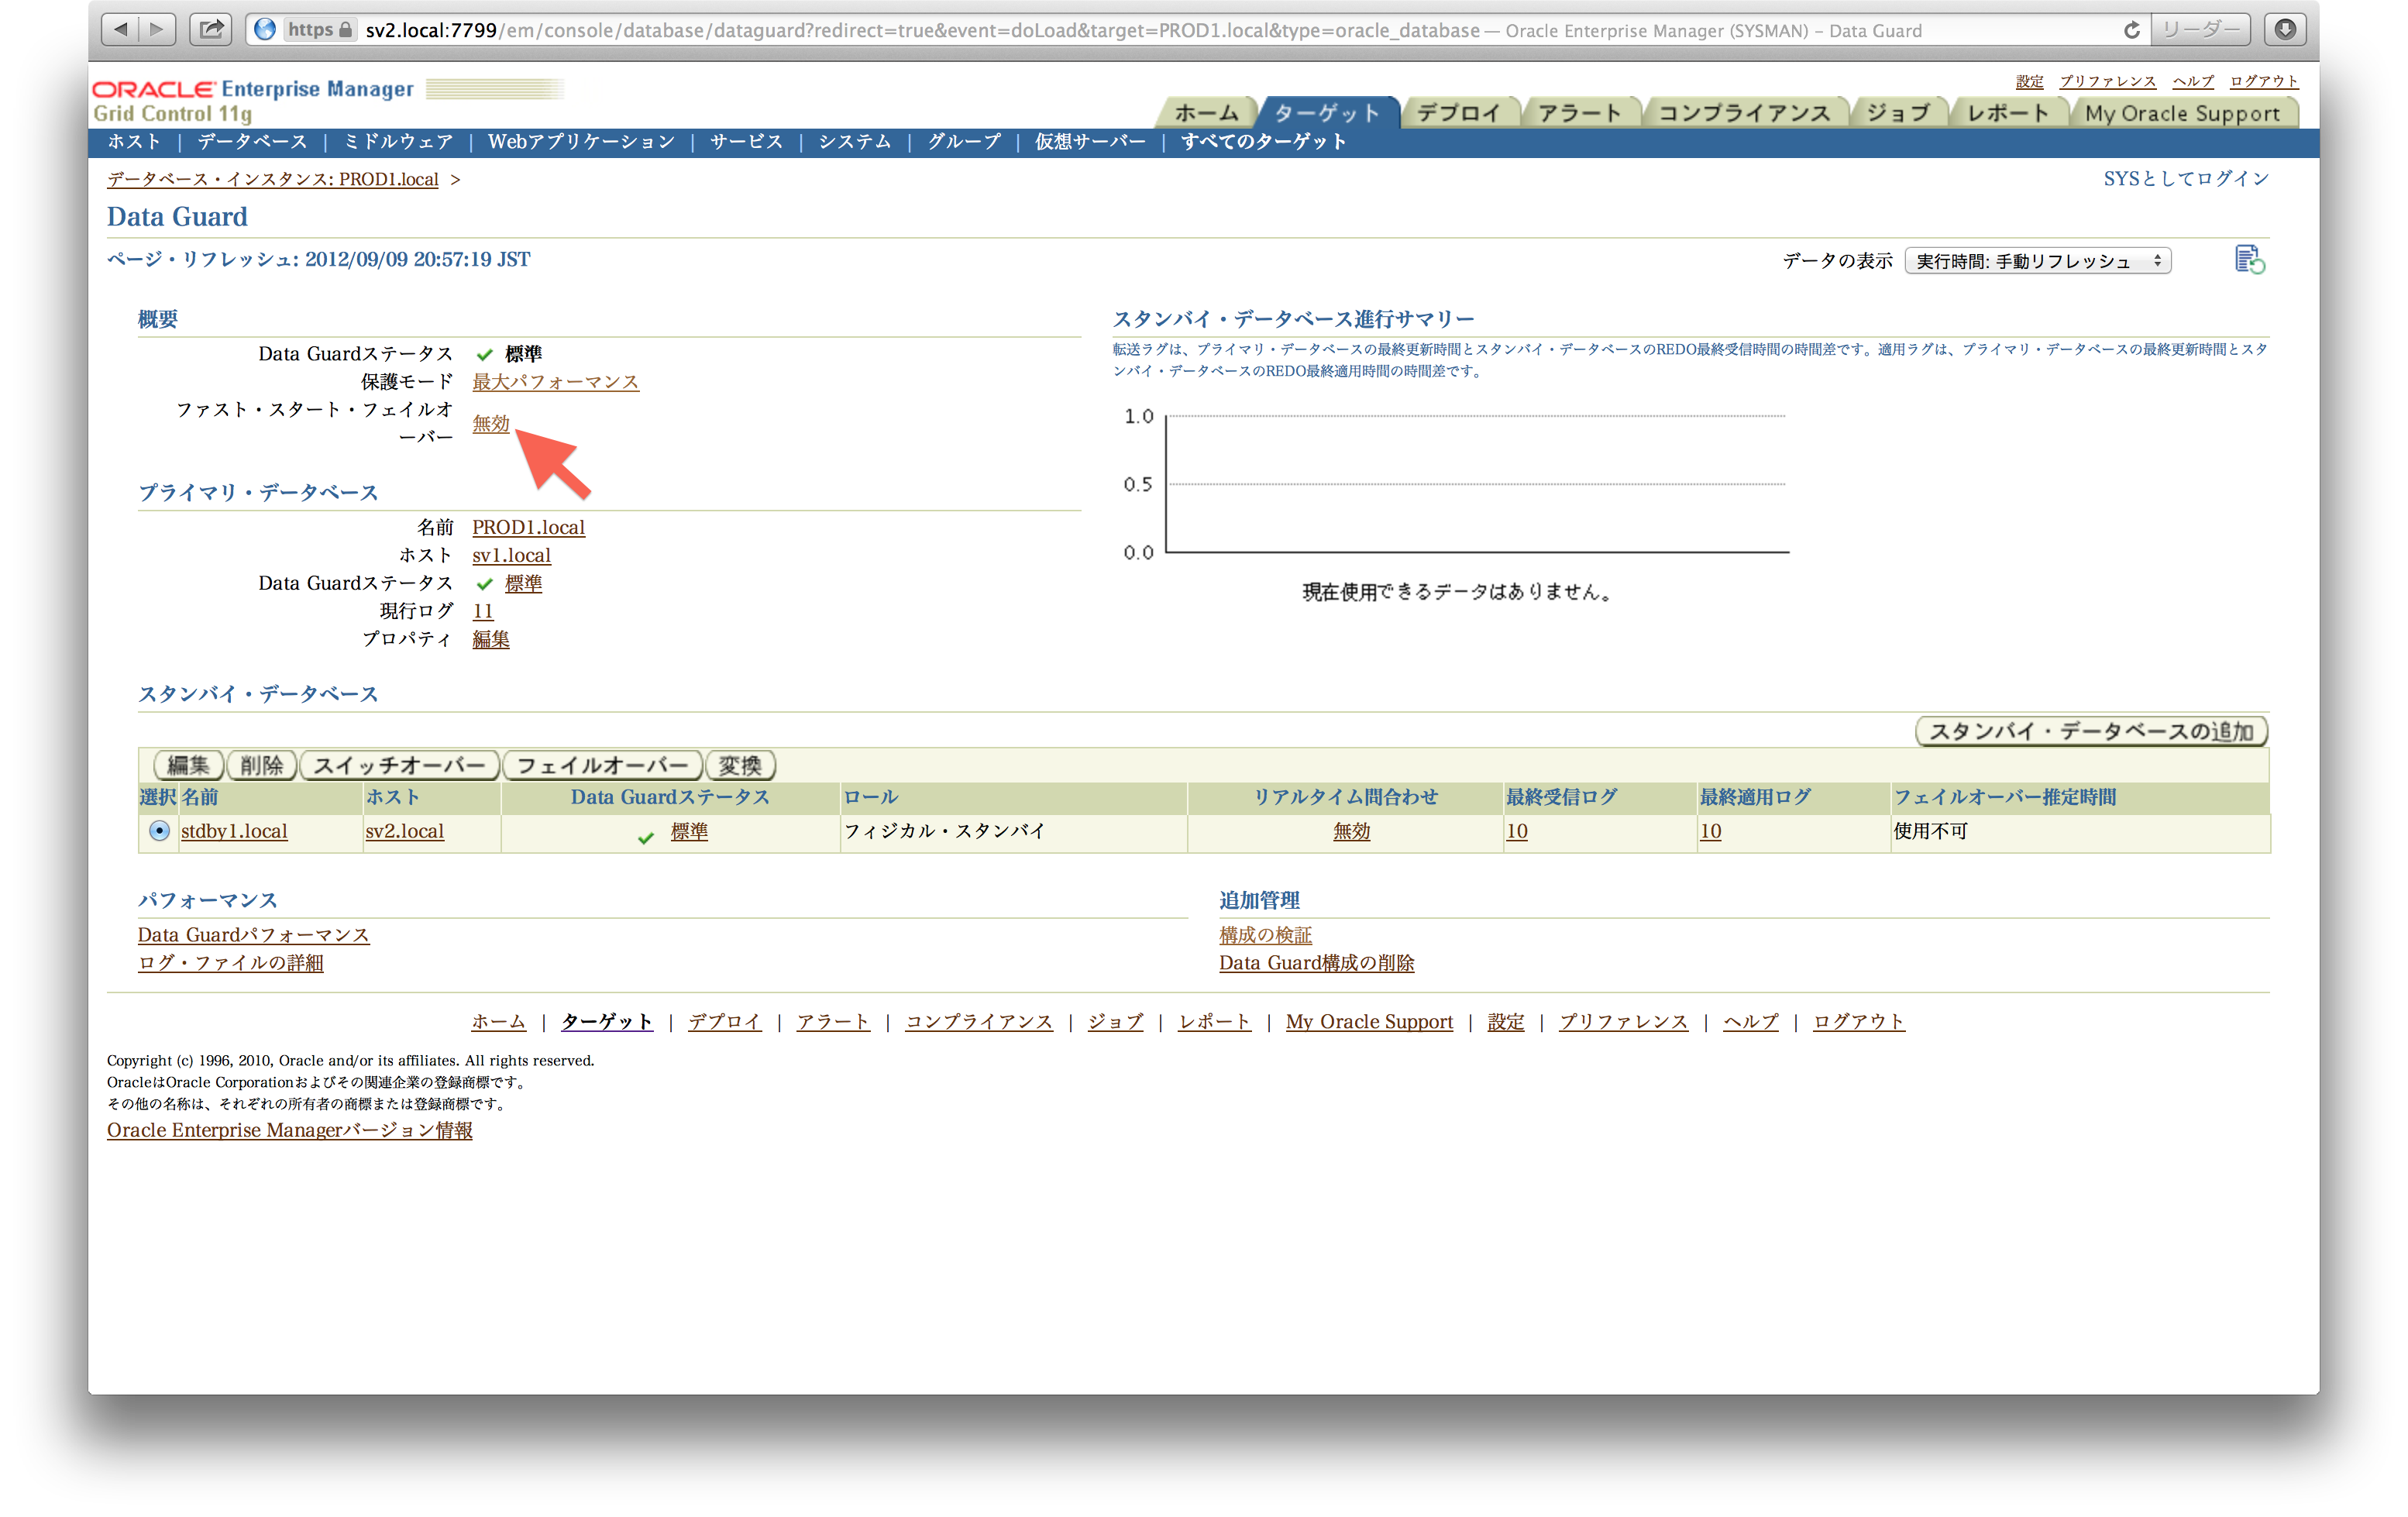 https sv2.local:7799/em/console/database/dataguard?redirect=true&event=doLoad&target=PROD1.local&type=oracle_database — Oracle Enterprise Manager (SYSMAN) – Data Guard リーダー
ORACLE Enterprise Manager
Grid Control 11g
設定 プリファレンス ヘルプ ログアウト
ホーム ターゲット デプロイ アラート コンプライアンス ジョブ レポート My Oracle Support
ホスト | データベース | ミドルウェア | Webアプリケーション | サービス | システム | グループ | 仮想サーバー | すべてのターゲット
データベース・インスタンス: PROD1.local >
SYSとしてログイン
Data Guard
ページ・リフレッシュ: 2012/09/09 20:57:19 JST
データの表示 実行時間: 手動リフレッシュ
概要
Data Guardステータス 標準
保護モード 最大パフォーマンス
ファスト・スタート・フェイルオ
ーバー 無効
スタンバイ・データベース進行サマリー
転送ラグは、プライマリ・データベースの最終更新時間とスタンバイ・データベースのREDO最終受信時間の時間差です。適用ラグは、プライマリ・データベースの最終更新時間とスタ
ンバイ・データベースのREDO最終適用時間の時間差です。
1.0
0.5
0.0
現在使用できるデータはありません。
プライマリ・データベース
名前 PROD1.local
ホスト sv1.local
Data Guardステータス 標準
現行ログ 11
プロパティ 編集
スタンバイ・データベース
スタンバイ・データベースの追加
編集 削除 スイッチオーバー フェイルオーバー 変換
選択 名前 ホスト Data Guardステータス ロール リアルタイム問合わせ 最終受信ログ 最終適用ログ フェイルオーバー推定時間
stdby1.local sv2.local 標準 フィジカル・スタンバイ 無効 10 10 使用不可
パフォーマンス
Data Guardパフォーマンス
ログ・ファイルの詳細
追加管理
構成の検証
Data Guard構成の削除
ホーム | ターゲット | デプロイ | アラート | コンプライアンス | ジョブ | レポート | My Oracle Support | 設定 | プリファレンス | ヘルプ | ログアウト
Copyright (c) 1996, 2010, Oracle and/or its affiliates. All rights reserved.
OracleはOracle Corporationおよびその関連企業の登録商標です。
その他の名称は、それぞれの所有者の商標または登録商標です。
Oracle Enterprise Managerバージョン情報